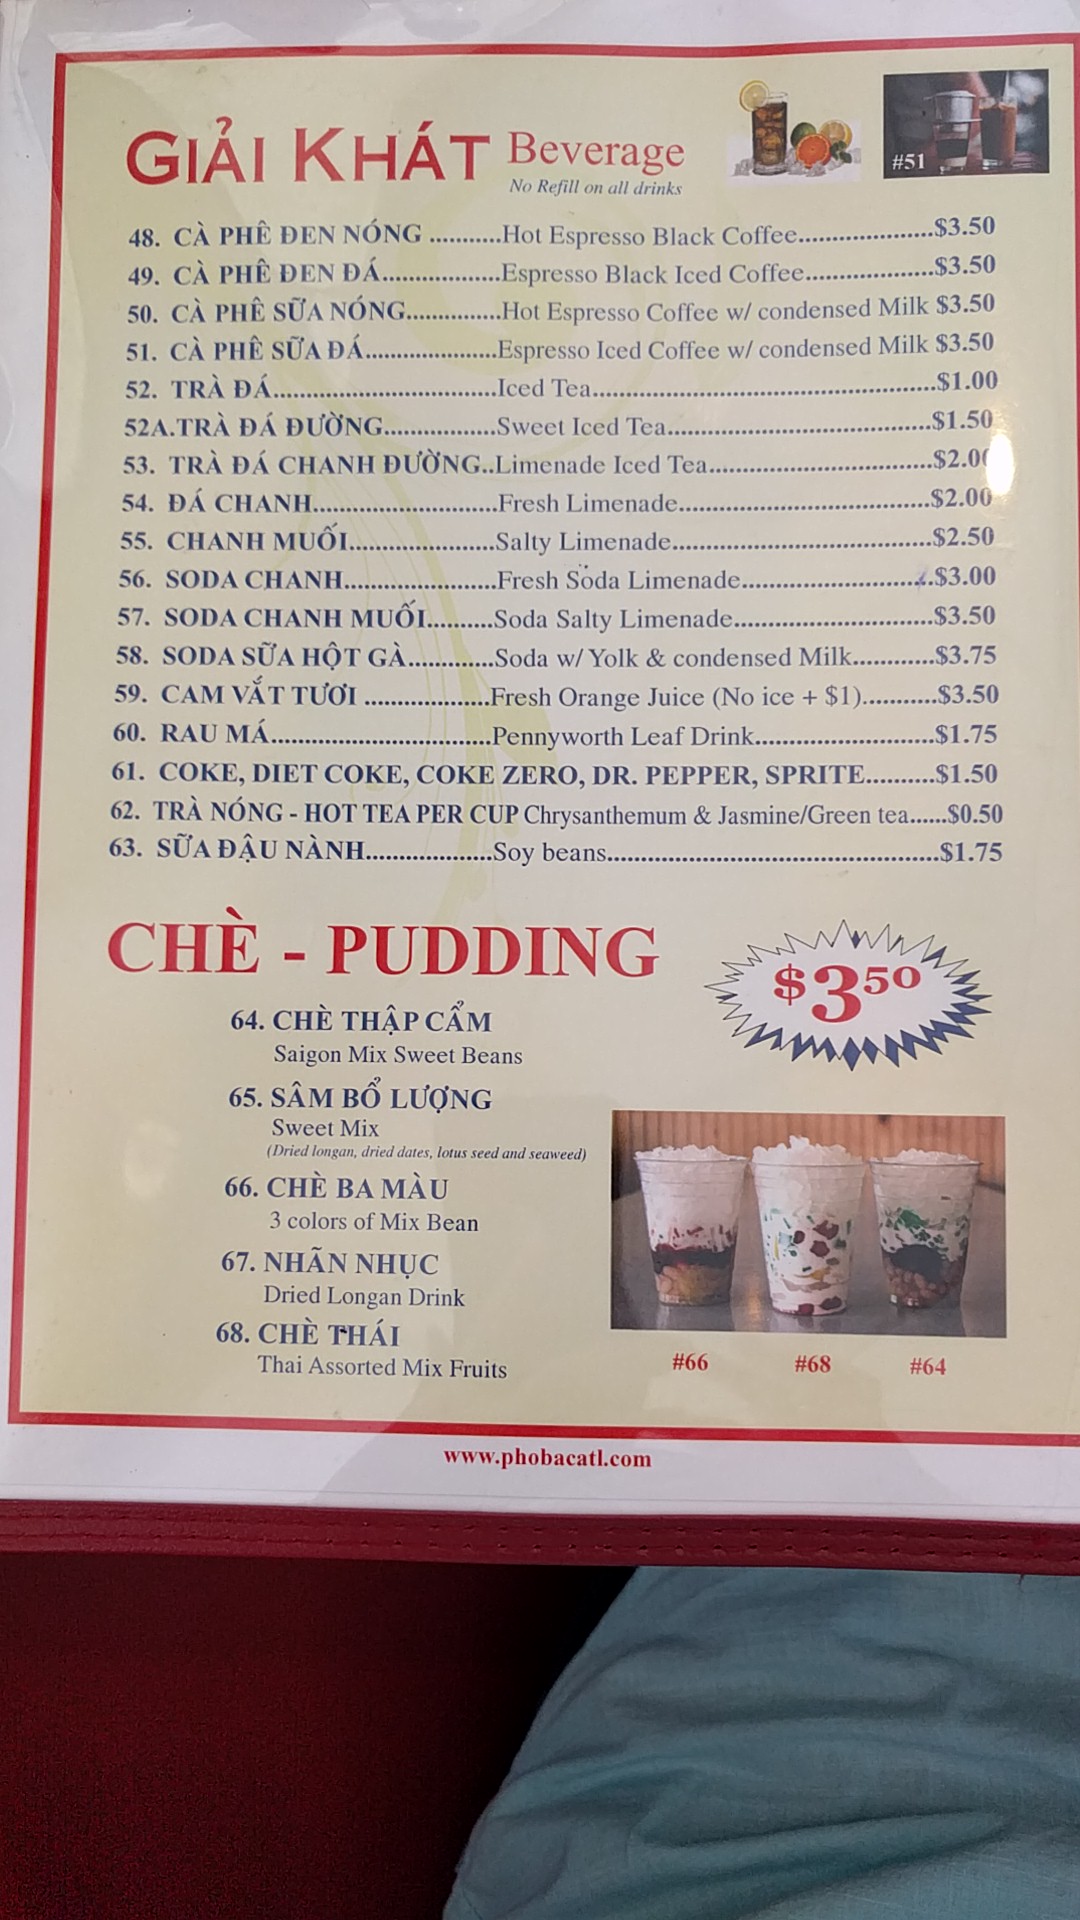 GIẢI KHÁT Beverage
No Refill on all drinks
#51
48. CÀ PHÊ ĐEN NÓNG ...........Hot Espresso Black Coffee.....................$3.50
49. CÀ PHÊ ĐEN ĐÁ..................Espresso Black Iced Coffee....................$3.50
50. CÀ PHÊ SỮA NÓNG...............Hot Espresso Coffee w/ condensed Milk $3.50
51. CÀ PHÊ SỮA ĐÁ....................Espresso Iced Coffee w/ condensed Milk $3.50
52. TRÀ ĐÁ...................................Iced Tea......................................................$1.00
52A.TRÀ ĐÁ ĐƯỜNG.................Sweet Iced Tea..........................................$1.50
53. TRÀ ĐÁ CHANH ĐƯỜNG..Limenade Iced Tea...................................$2.00
54. ĐÁ CHANH.............................Fresh Limenade........................................$2.00
55. CHANH MUỐI.......................Salty Limenade.........................................$2.50
56. SODA CHANH........................Fresh Soda Limenade..............................$3.00
57. SODA CHANH MUỐI..........Soda Salty Limenade...............................$3.50
58. SODA SỮA HỘT GÀ.............Soda w/ Yolk & condensed Milk.............$3.75
59. CAM VẮT TƯƠI ....................Fresh Orange Juice (No ice + $1)............$3.50
60. RAU MÁ...................................Pennyworth Leaf Drink............................$1.75
61. COKE, DIET COKE, COKE ZERO, DR. PEPPER, SPRITE...........$1.50
62. TRÀ NÓNG - HOT TEA PER CUP Chrysanthemum & Jasmine/Green tea......$0.50
63. SỮA ĐẬU NÀNH....................Soy beans....................................................$1.75
CHÈ - PUDDING
$3.50
64. CHÈ THẬP CẨM
Saigon Mix Sweet Beans
65. SÂM BỔ LƯỢNG
Sweet Mix
(Dried longan, dried dates, lotus seed and seaweed)
66. CHÈ BA MÀU
3 colors of Mix Bean
67. NHÃN NHỤC
Dried Longan Drink
68. CHÈ THÁI
Thai Assorted Mix Fruits
#66 #68 #64
www.phobacatl.com